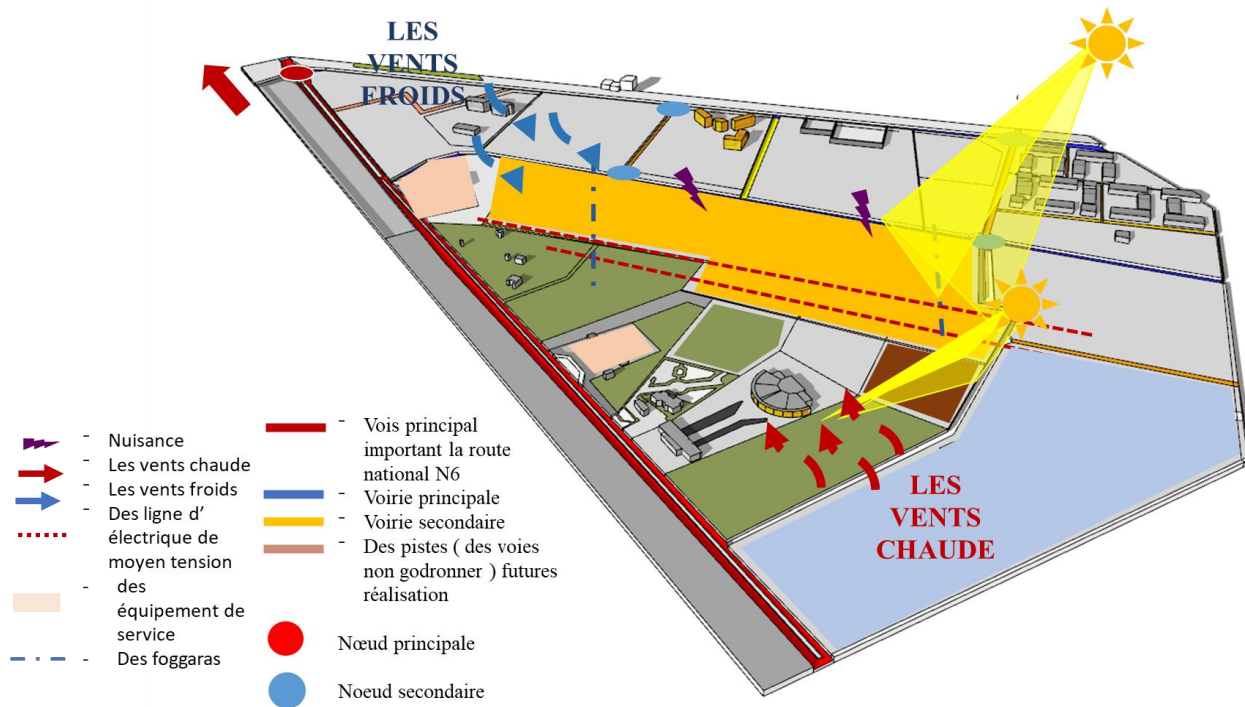 LES
VENTS
FROIDS
- Nuisance
- Les vents chaude
- Les vents froids
- Des ligne d’
électrique de
moyen tension
- des
équipement de
service
- Des foggaras
- Vois principal
important la route
national N6
- Voirie principale
- Voirie secondaire
- Des pistes ( des voies
non godronner ) futures
réalisation
Nœud principale
Noeud secondaire
LES
VENTS
CHAUDE